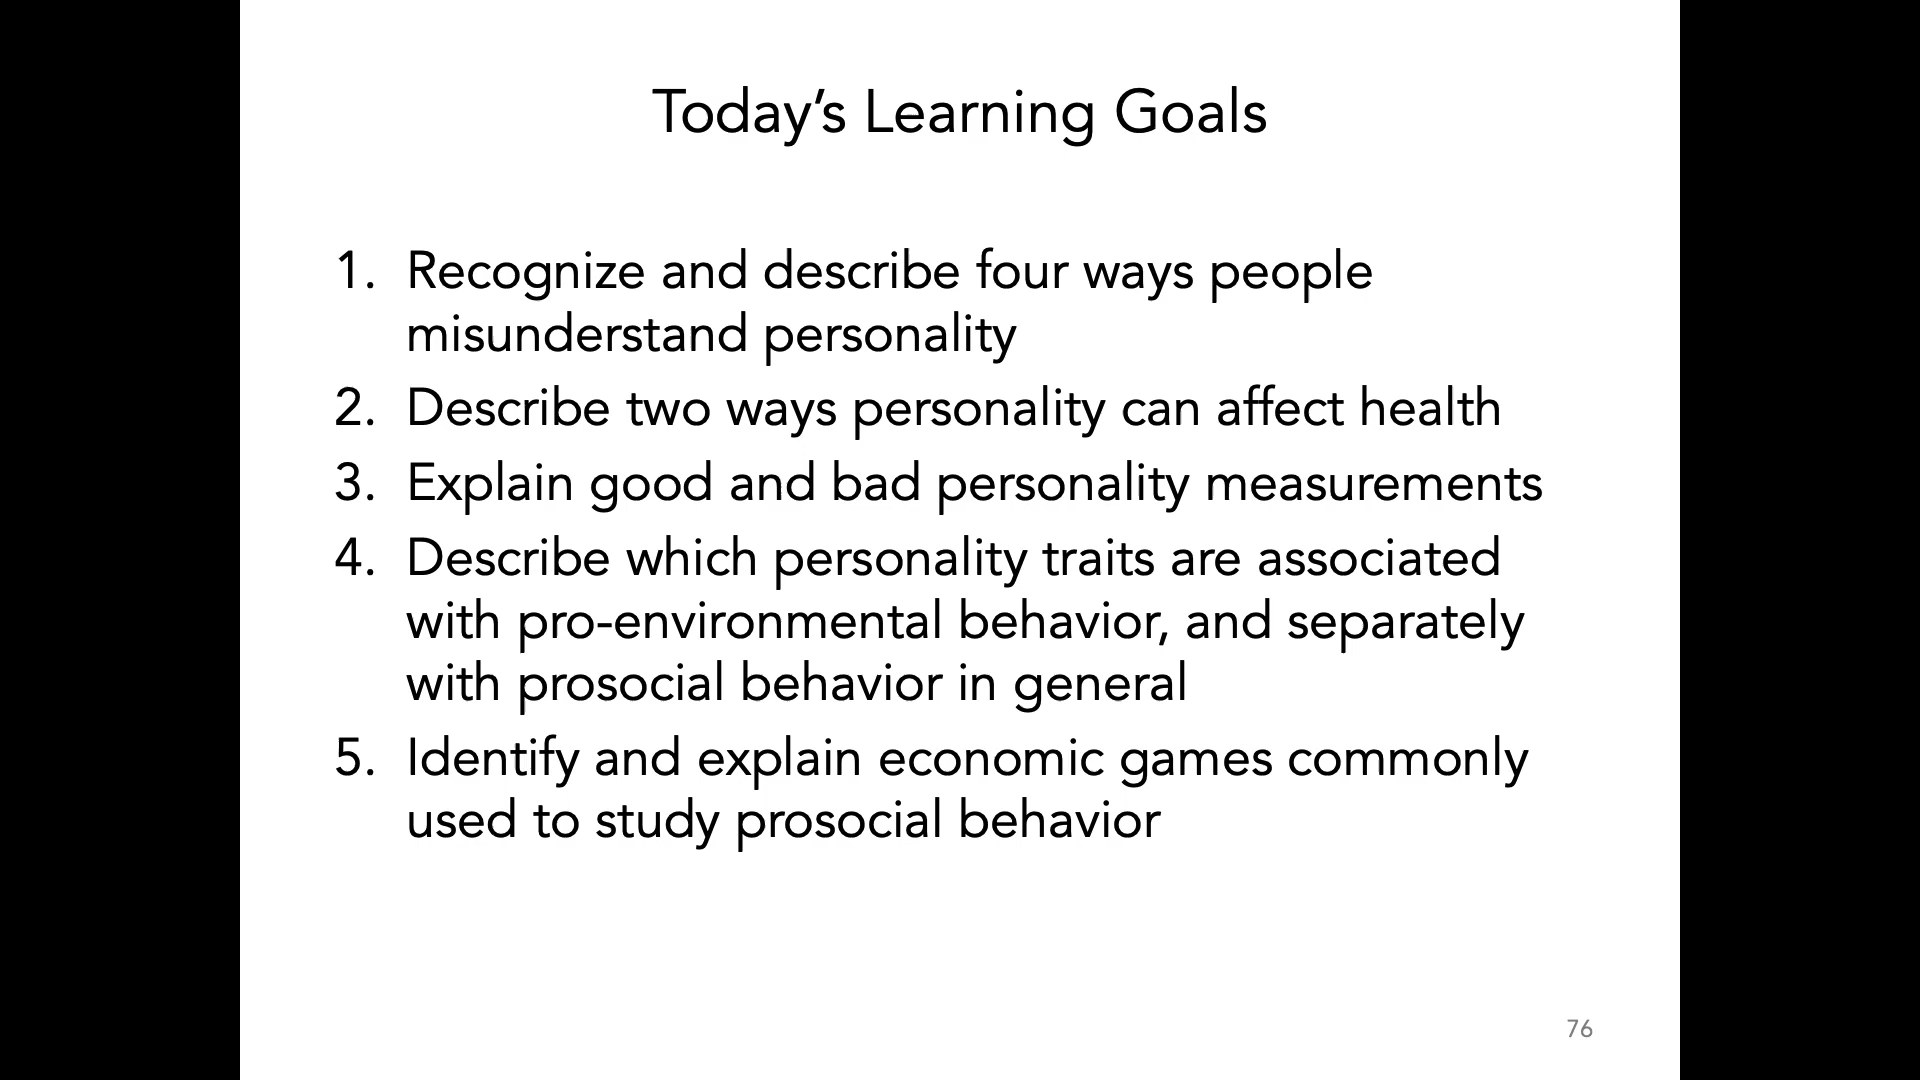 Today’s Learning Goals
1. Recognize and describe four ways people
misunderstand personality
2. Describe two ways personality can affect health
3. Explain good and bad personality measurements
4. Describe which personality traits are associated
with pro-environmental behavior, and separately
with prosocial behavior in general
5. Identify and explain economic games commonly
used to study prosocial behavior
76